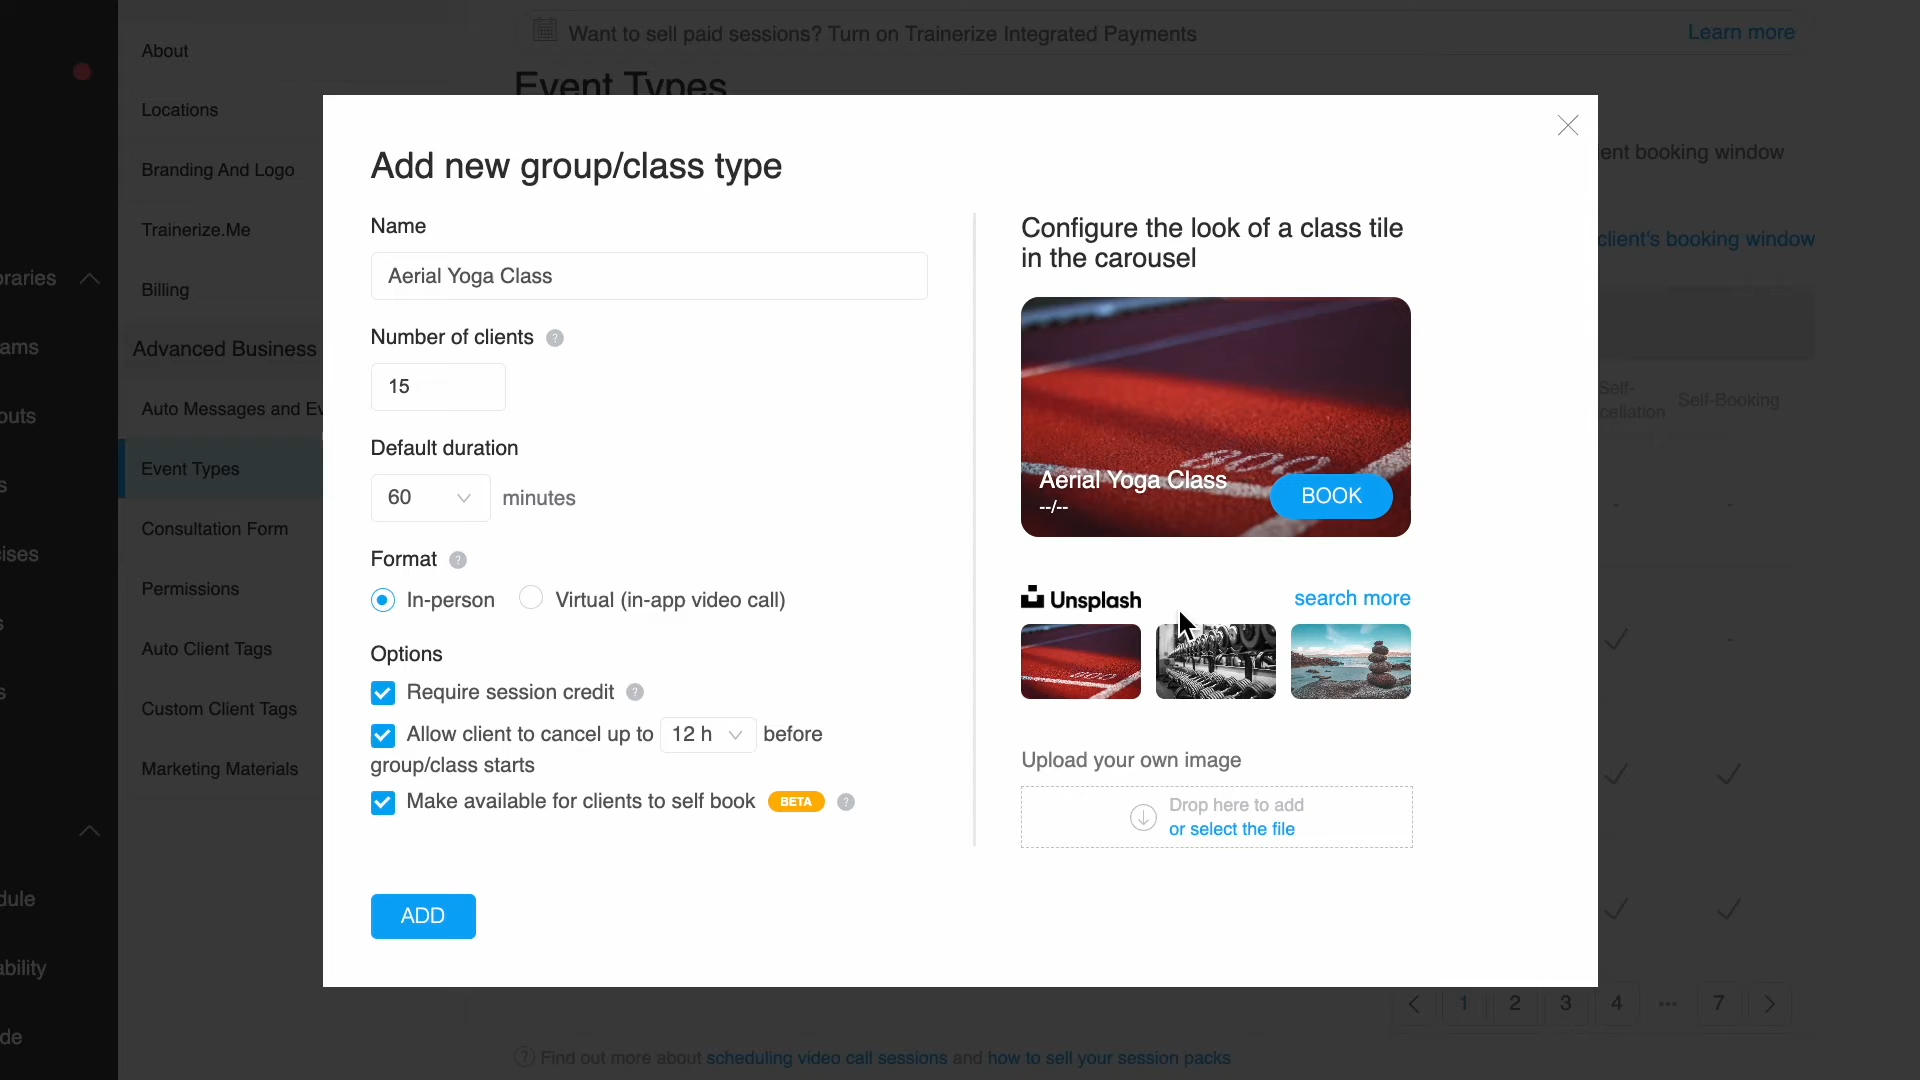 Want to sell paid sessions? Turn on Trainerize Integrated Payments
Learn more
About
Event Types
Locations
Branding And Logo
Trainerize.Me
Billing
Advanced Business
Auto Messages and Ev
Event Types
Consultation Form
Permissions
Auto Client Tags
Custom Client Tags
Marketing Materials
braries
ams
outs
s
ises
s
s
dule
ability
de
Add new group/class type
Name
Aerial Yoga Class
Number of clients ?
15
Default duration
60 minutes
Format ?
In-person Virtual (in-app video call)
Options
Require session credit ?
Allow client to cancel up to 12 h before
group/class starts
Make available for clients to self book BETA ?
ADD
Configure the look of a class tile
in the carousel
800
Aerial Yoga Class
--/--
BOOK
Unsplash
search more
800
Upload your own image
Drop here to add
or select the file
ent booking window
client's booking window
Self-
cellation
Self-Booking
- -
-
1 2 3 4 ••• 7
? Find out more about scheduling video call sessions and how to sell your session packs